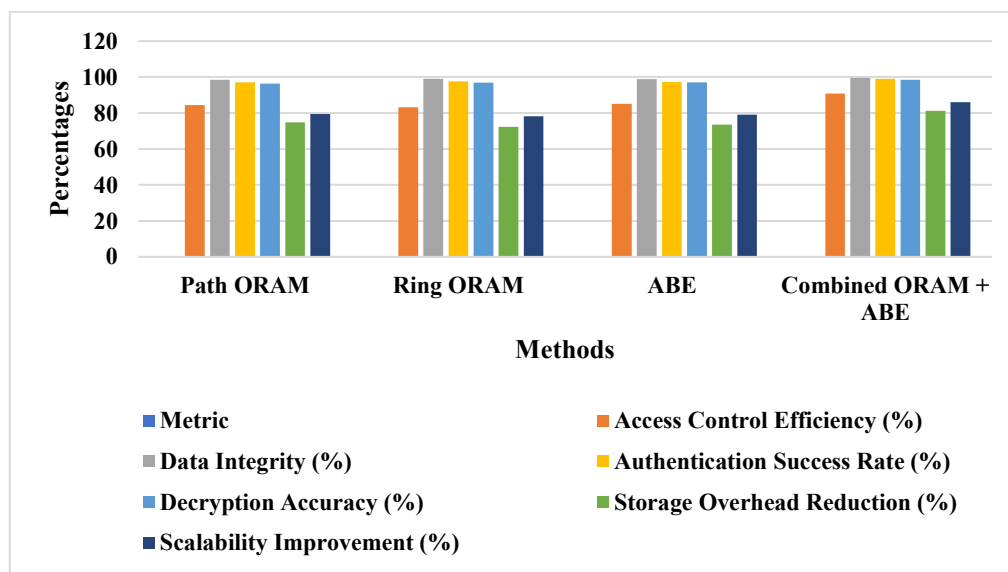 120
100
80
60
40
20
0
Percentages
Path ORAM
Ring ORAM
ABE
Combined ORAM +
ABE
Methods
Metric
Access Control Efficiency (%)
Data Integrity (%)
Authentication Success Rate (%)
Decryption Accuracy (%)
Storage Overhead Reduction (%)
Scalability Improvement (%)